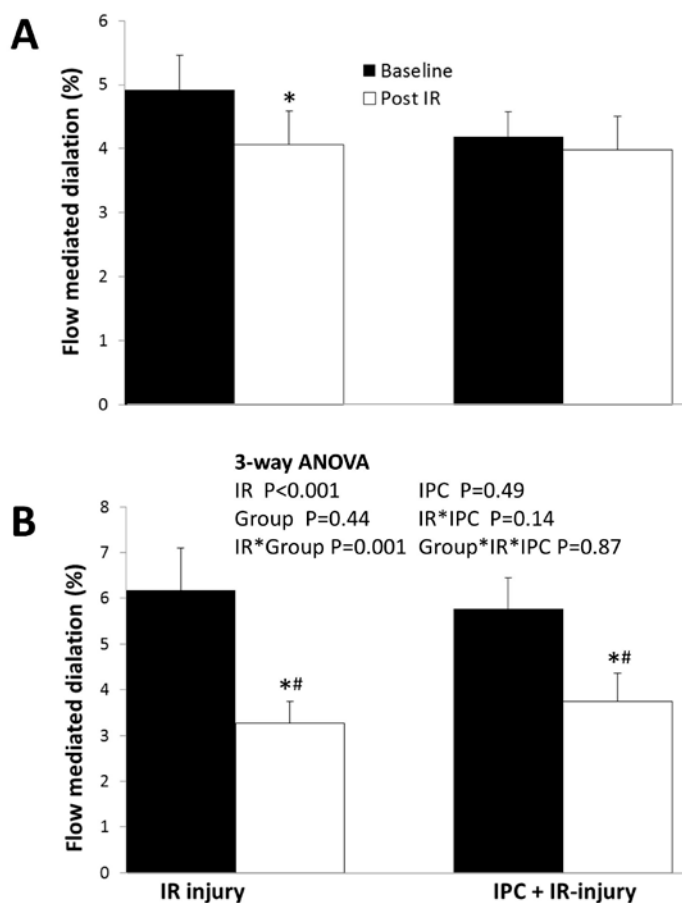 A
Flow mediated dialation (%)
6
5
4
3
2
1
0
*
Baseline
Post IR
3-way ANOVA
IR P<0.001 IPC P=0.49
Group P=0.44 IR*IPC P=0.14
IR*Group P=0.001 Group*IR*IPC P=0.87
B
Flow mediated dialation (%)
8
7
6
5
4
3
2
1
0
*#
*#
IR injury
IPC + IR-injury